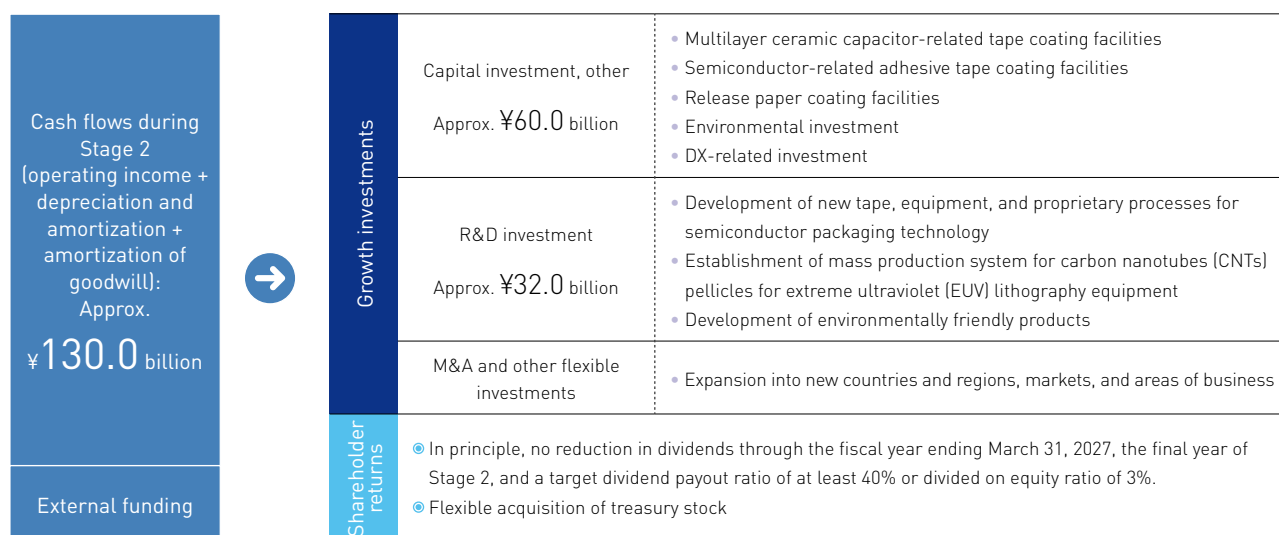 Cash flows during
Stage 2
(operating income +
depreciation and
amortization +
amortization of
goodwill):
Approx.
¥130.0 billion
External funding
Growth investments
Capital investment, other
Approx. ¥60.0 billion
• Multilayer ceramic capacitor-related tape coating facilities
• Semiconductor-related adhesive tape coating facilities
• Release paper coating facilities
• Environmental investment
• DX-related investment
R&D investment
Approx. ¥32.0 billion
• Development of new tape, equipment, and proprietary processes for
semiconductor packaging technology
• Establishment of mass production system for carbon nanotubes (CNTs)
pellicles for extreme ultraviolet (EUV) lithography equipment
• Development of environmentally friendly products
M&A and other flexible
investments
• Expansion into new countries and regions, markets, and areas of business
Shareholder
returns
In principle, no reduction in dividends through the fiscal year ending March 31, 2027, the final year of
Stage 2, and a target dividend payout ratio of at least 40% or divided on equity ratio of 3%.
Flexible acquisition of treasury stock